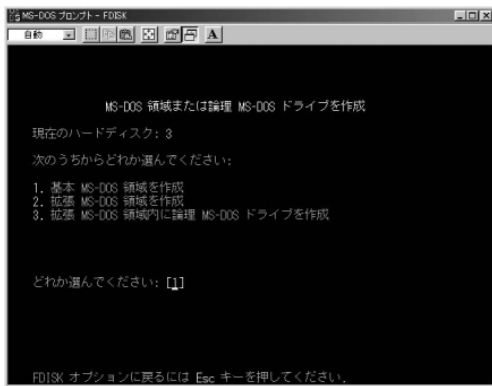 MS-DOS プロンプト - FDISK
自動
A
MS-DOS 領域または論理 MS-DOS ドライブを作成
現在のハードディスク: 3
次のうちからどれか選んでください:
1. 基本 MS-DOS 領域を作成
2. 拡張 MS-DOS 領域を作成
3. 拡張 MS-DOS 領域内に論理 MS-DOS ドライブを作成
どれか選んでください: [1]
FDISK オプションに戻るには Esc キーを押してください.